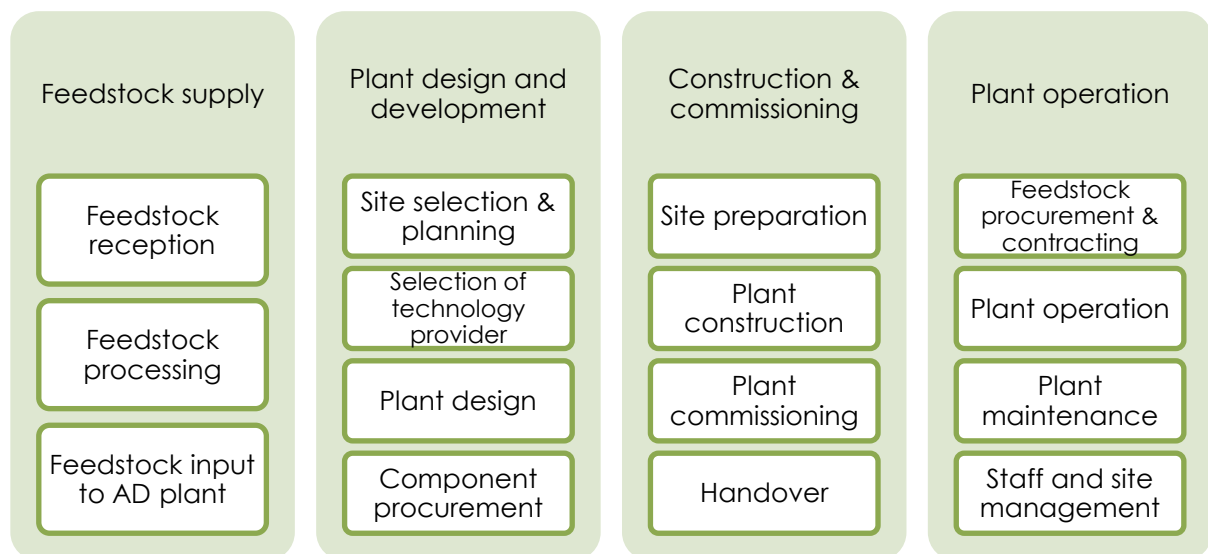 Feedstock supply
Feedstock
reception
Feedstock
processing
Feedstock input
to AD plant
Plant design and
development
Site selection &
planning
Selection of
technology
provider
Plant design
Component
procurement
Construction &
commissioning
Site preparation
Plant
construction
Plant
commissioning
Handover
Plant operation
Feedstock
procurement &
contracting
Plant operation
Plant
maintenance
Staff and site
management